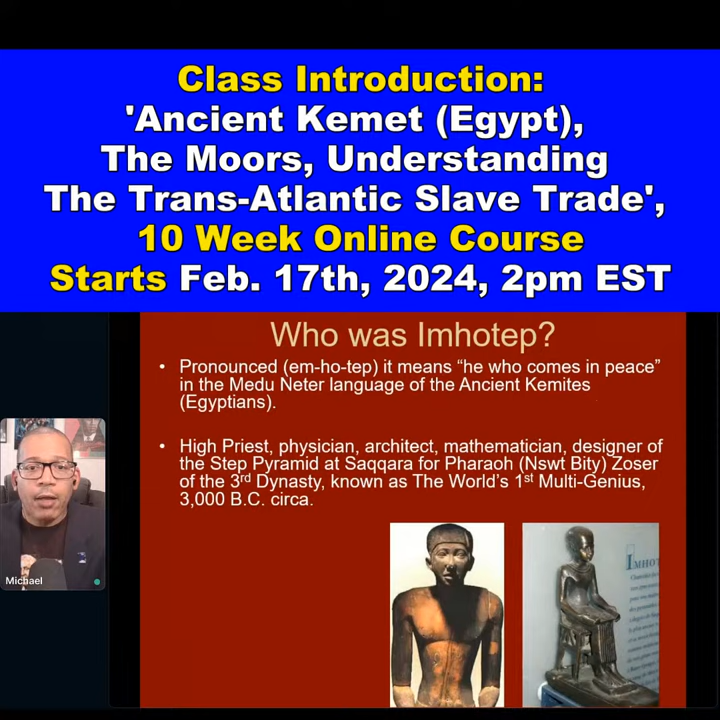 Class Introduction:
'Ancient Kemet (Egypt),
The Moors, Understanding
The Trans-Atlantic Slave Trade',
10 Week Online Course
Starts Feb. 17th, 2024, 2pm EST
Who was Imhotep?
• Pronounced (em-ho-tep) it means “he who comes in peace”
in the Medu Neter language of the Ancient Kemites
(Egyptians).
• High Priest, physician, architect, mathematician, designer of
the Step Pyramid at Saqqara for Pharaoh (Nswt Bity) Zoser
of the 3rd Dynasty, known as The World’s 1st Multi-Genius,
3,000 B.C. circa.
Michael